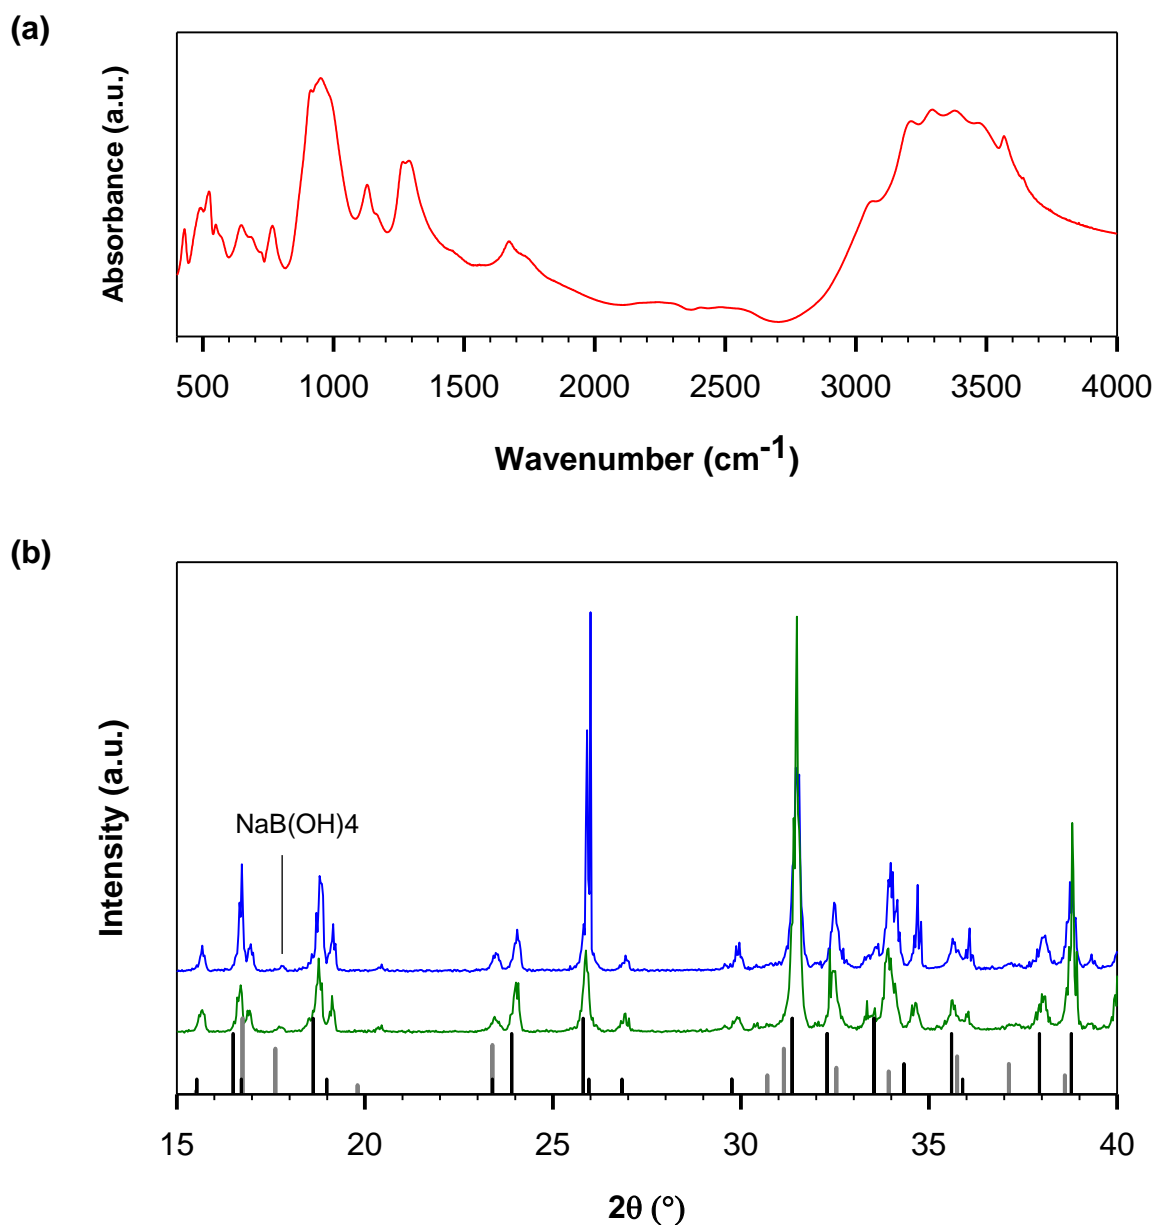 (a)
Absorbance (a.u.)
500 1000 1500 2000 2500 3000 3500 4000
Wavenumber (cm-1)
(b)
Intensity (a.u.)
NaB(OH)4
15 20 25 30 35 40
2θ (°)